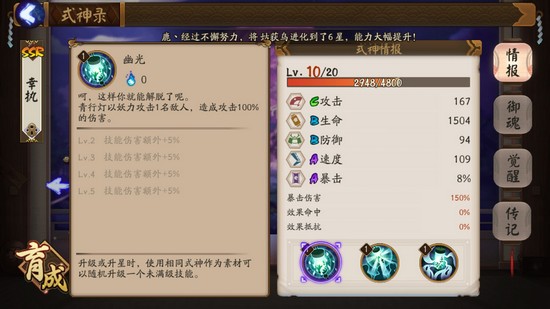 式神录
鹿、经过不懈努力,将 姑获鸟进化到了6星,能力大幅提升!
SSR
幽光
0
呵,这样你就能解脱了呢。
青行灯以妖力攻击1名敌人,造成攻击100%
的伤害。
Lv.2 技能伤害额外+5%
Lv.3 技能伤害额外+5%
Lv.4 技能伤害额外+5%
Lv.5 技能伤害额外+5%
升级或升星时,使用相同式神作为素材可
以随机升级一个未满级技能。
育成
式神情报
Lv.10/20
2948/4800
C攻击 167
B生命 1504
B防御 94
A速度 109
A暴击 8%
暴击伤害 150%
效果命中 0%
效果抵抗 0%
1
1
1
情报
御魂
觉醒
传记